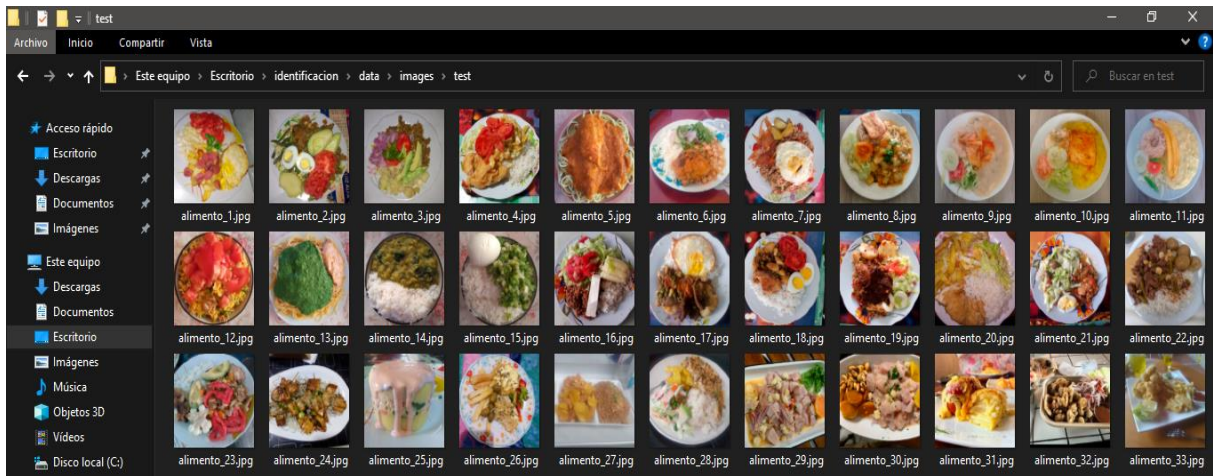 test
Archivo Inicio Compartir Vista
Este equipo > Escritorio > identificacion > data > images > test
Buscar en test
Acceso rápido
Escritorio
Descargas
Documentos
Imágenes
Este equipo
Descargas
Documentos
Escritorio
Imágenes
Música
Objetos 3D
Vídeos
Disco local (C:)
alimento_1.jpg alimento_2.jpg alimento_3.jpg alimento_4.jpg alimento_5.jpg alimento_6.jpg alimento_7.jpg alimento_8.jpg alimento_9.jpg alimento_10.jpg alimento_11.jpg
alimento_12.jpg alimento_13.jpg alimento_14.jpg alimento_15.jpg alimento_16.jpg alimento_17.jpg alimento_18.jpg alimento_19.jpg alimento_20.jpg alimento_21.jpg alimento_22.jpg
alimento_23.jpg alimento_24.jpg alimento_25.jpg alimento_26.jpg alimento_27.jpg alimento_28.jpg alimento_29.jpg alimento_30.jpg alimento_31.jpg alimento_32.jpg alimento_33.jpg